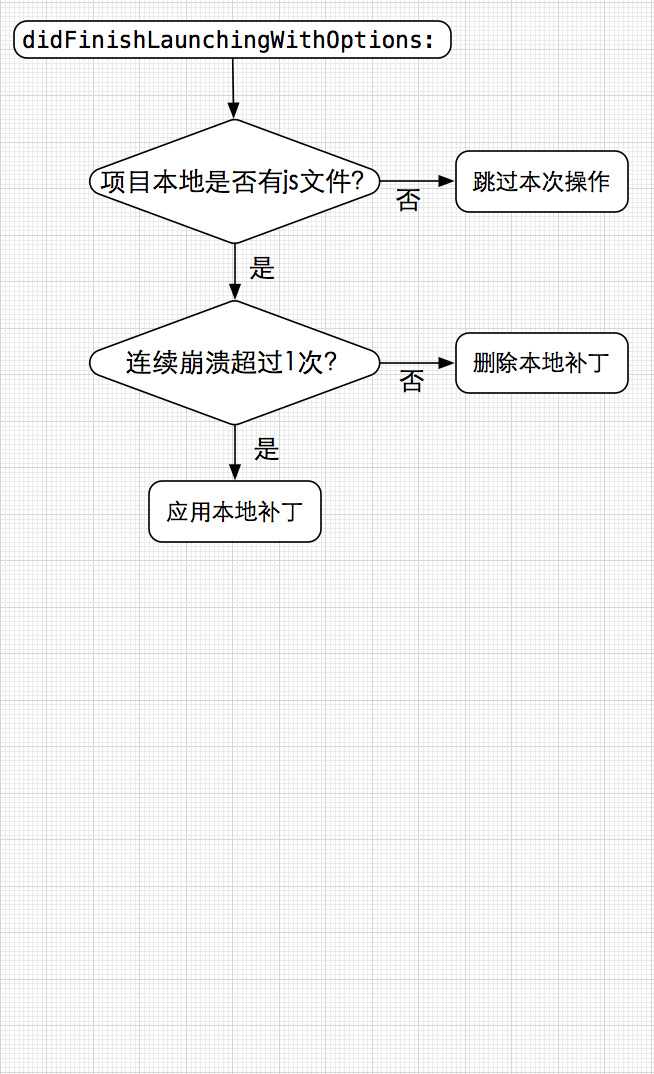 didFinishLaunchingWithOptions:
项目本地是否有js文件?
否
跳过本次操作
是
连续崩溃超过1次?
否
删除本地补丁
是
应用本地补丁